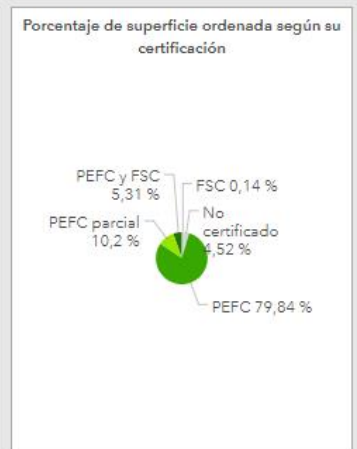 Porcentaje de superficie ordenada según su
certificación
PEFC y FSC
5,31 %
FSC 0,14 %
PEFC parcial
10,2 %
No
certificado
4,52 %
PEFC 79,84 %